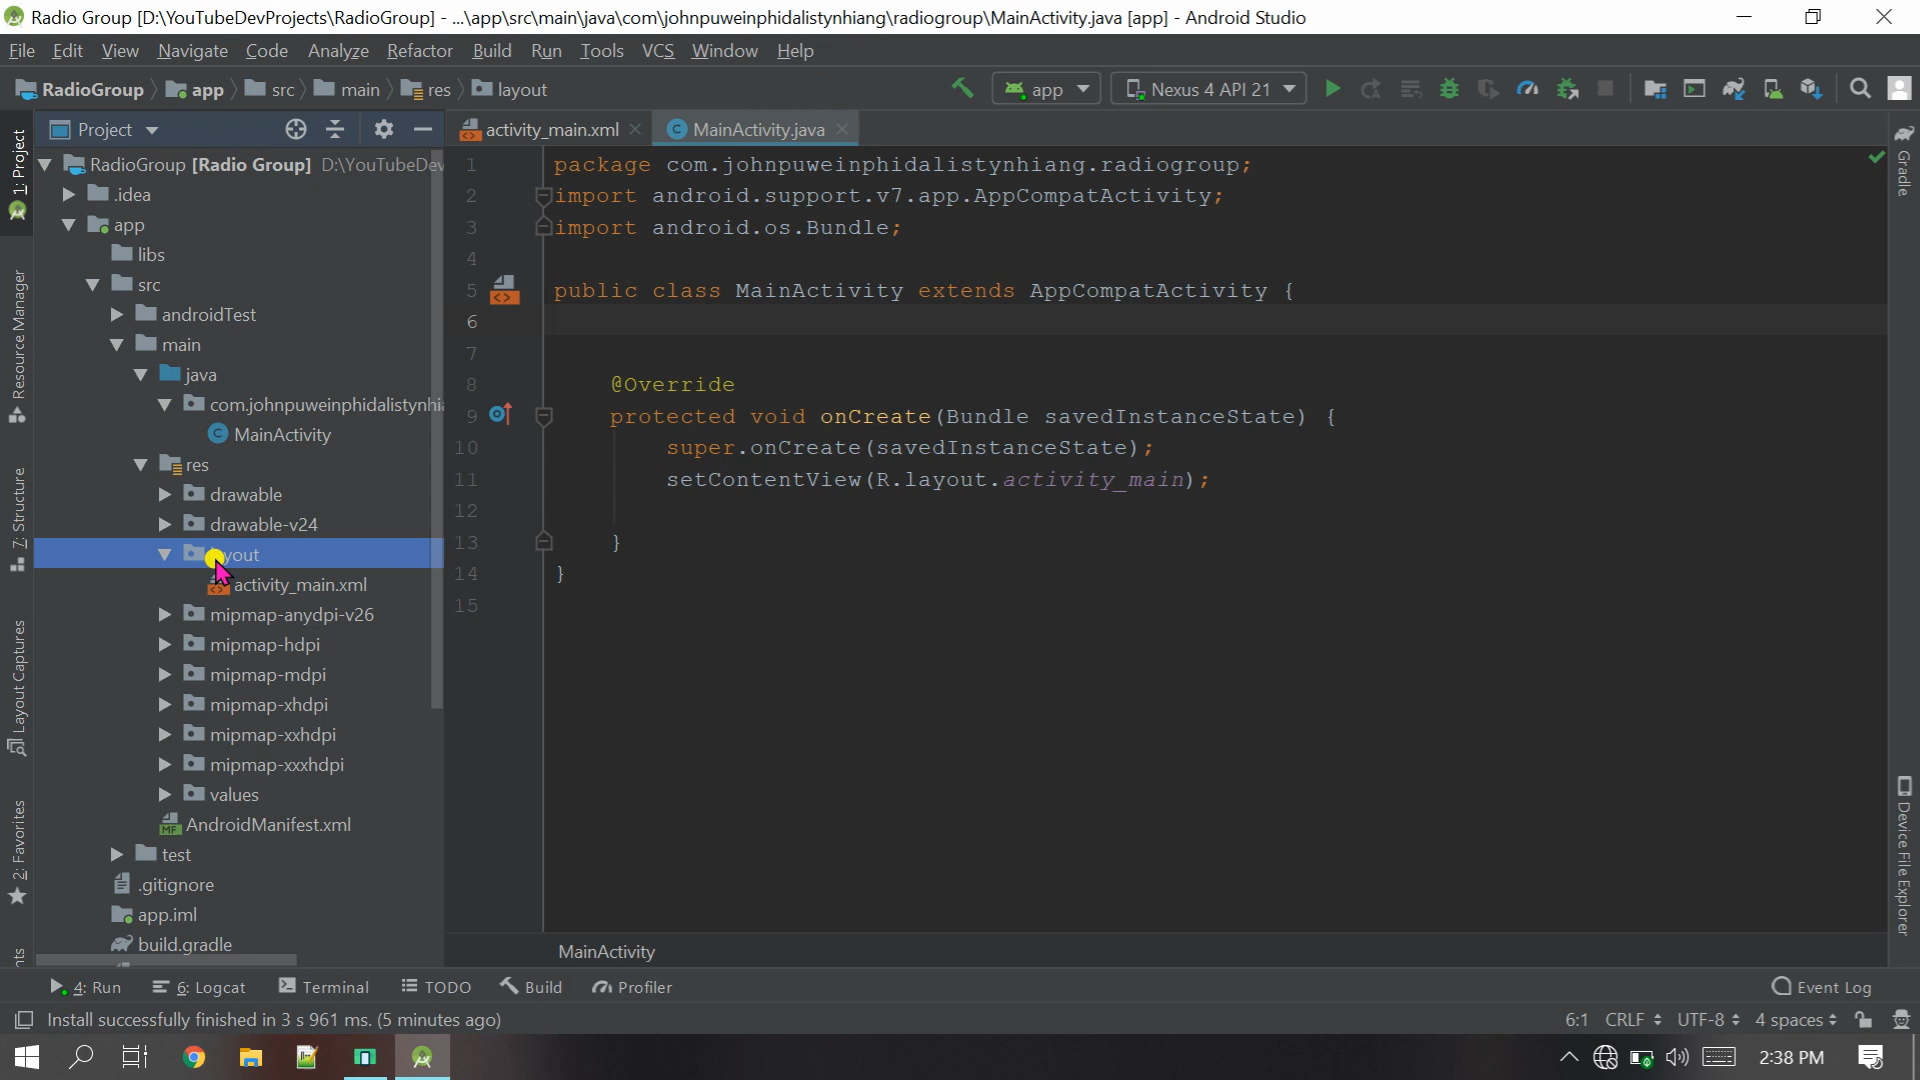 Radio Group [D:\YouTubeDevProjects\RadioGroup] - ...\app\src\main\java\com\johnpuweinphidalistynhiang\radiogroup\MainActivity.java [app] - Android Studio
File Edit View Navigate Code Analyze Refactor Build Run Tools VCS Window Help
RadioGroup app src main res layout
app Nexus 4 API 21
Project
activity_main.xml MainActivity.java
1: Project
Resource Manager
7: Structure
Layout Captures
2: Favorites
RadioGroup [Radio Group] D:\YouTubeDev
.idea
app
libs
src
androidTest
main
java
com.johnpuweinphidalistynhi
MainActivity
res
drawable
drawable-v24
yout
activity_main.xml
mipmap-anydpi-v26
mipmap-hdpi
mipmap-mdpi
mipmap-xhdpi
mipmap-xxhdpi
mipmap-xxxhdpi
values
MF AndroidManifest.xml
test
.gitignore
app.iml
build.gradle
1 package com.johnpuweinphidalistynhiang.radiogroup;
2 import android.support.v7.app.AppCompatActivity;
3 import android.os.Bundle;
4
5 public class MainActivity extends AppCompatActivity {
6
7
8 @Override
9 protected void onCreate(Bundle savedInstanceState) {
10 super.onCreate(savedInstanceState);
11 setContentView(R.layout.activity_main);
12
13 }
14 }
15
MainActivity
Gradle
Device File Explorer
4: Run 6: Logcat Terminal TODO Build Profiler Event Log
Install successfully finished in 3 s 961 ms. (5 minutes ago) 6:1 CRLF UTF-8 4 spaces
2:38 PM